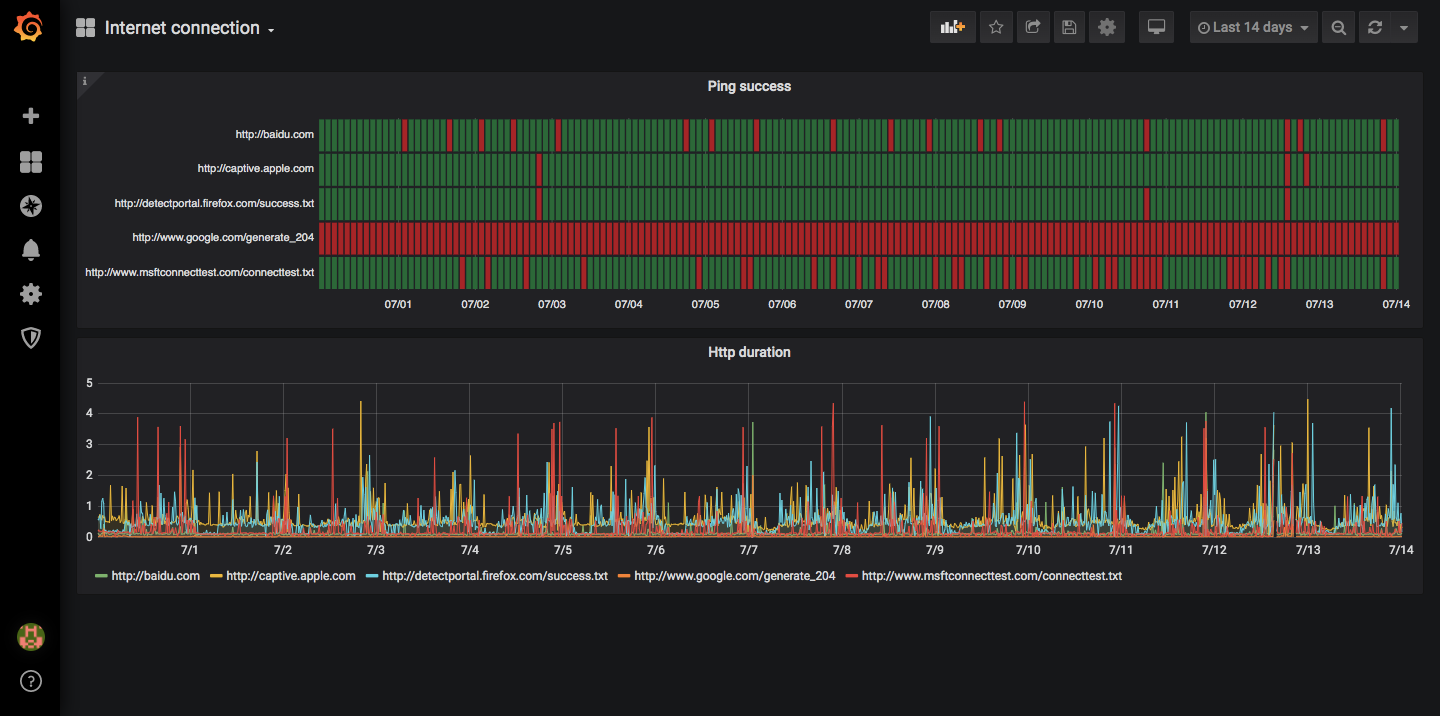 Internet connection
Last 14 days
i
Ping success
http://baidu.com
http://captive.apple.com
http://detectportal.firefox.com/success.txt
http://www.google.com/generate_204
http://www.msftconnecttest.com/connecttest.txt
07/01 07/02 07/03 07/04 07/05 07/06 07/07 07/08 07/09 07/10 07/11 07/12 07/13 07/14
Http duration
5
4
3
2
1
0
7/1 7/2 7/3 7/4 7/5 7/6 7/7 7/8 7/9 7/10 7/11 7/12 7/13 7/14
http://baidu.com http://captive.apple.com http://detectportal.firefox.com/success.txt http://www.google.com/generate_204 http://www.msftconnecttest.com/connecttest.txt
?